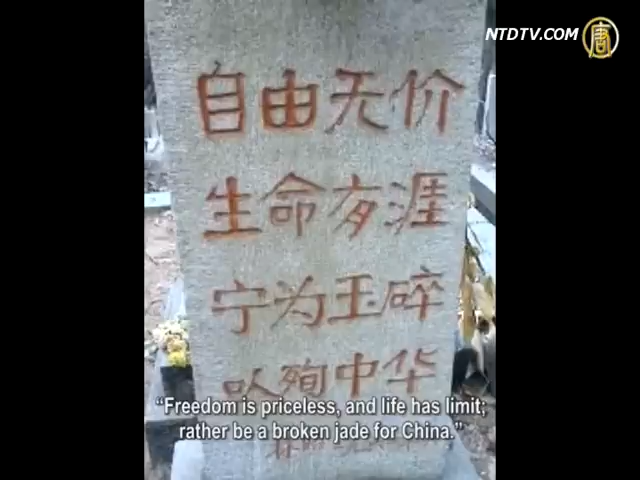 NTDTV.COM 唐
自由无价
生命有涯
宁为玉碎
以殉中华
“Freedom is priceless, and life has limit;
rather be a broken jade for China.”